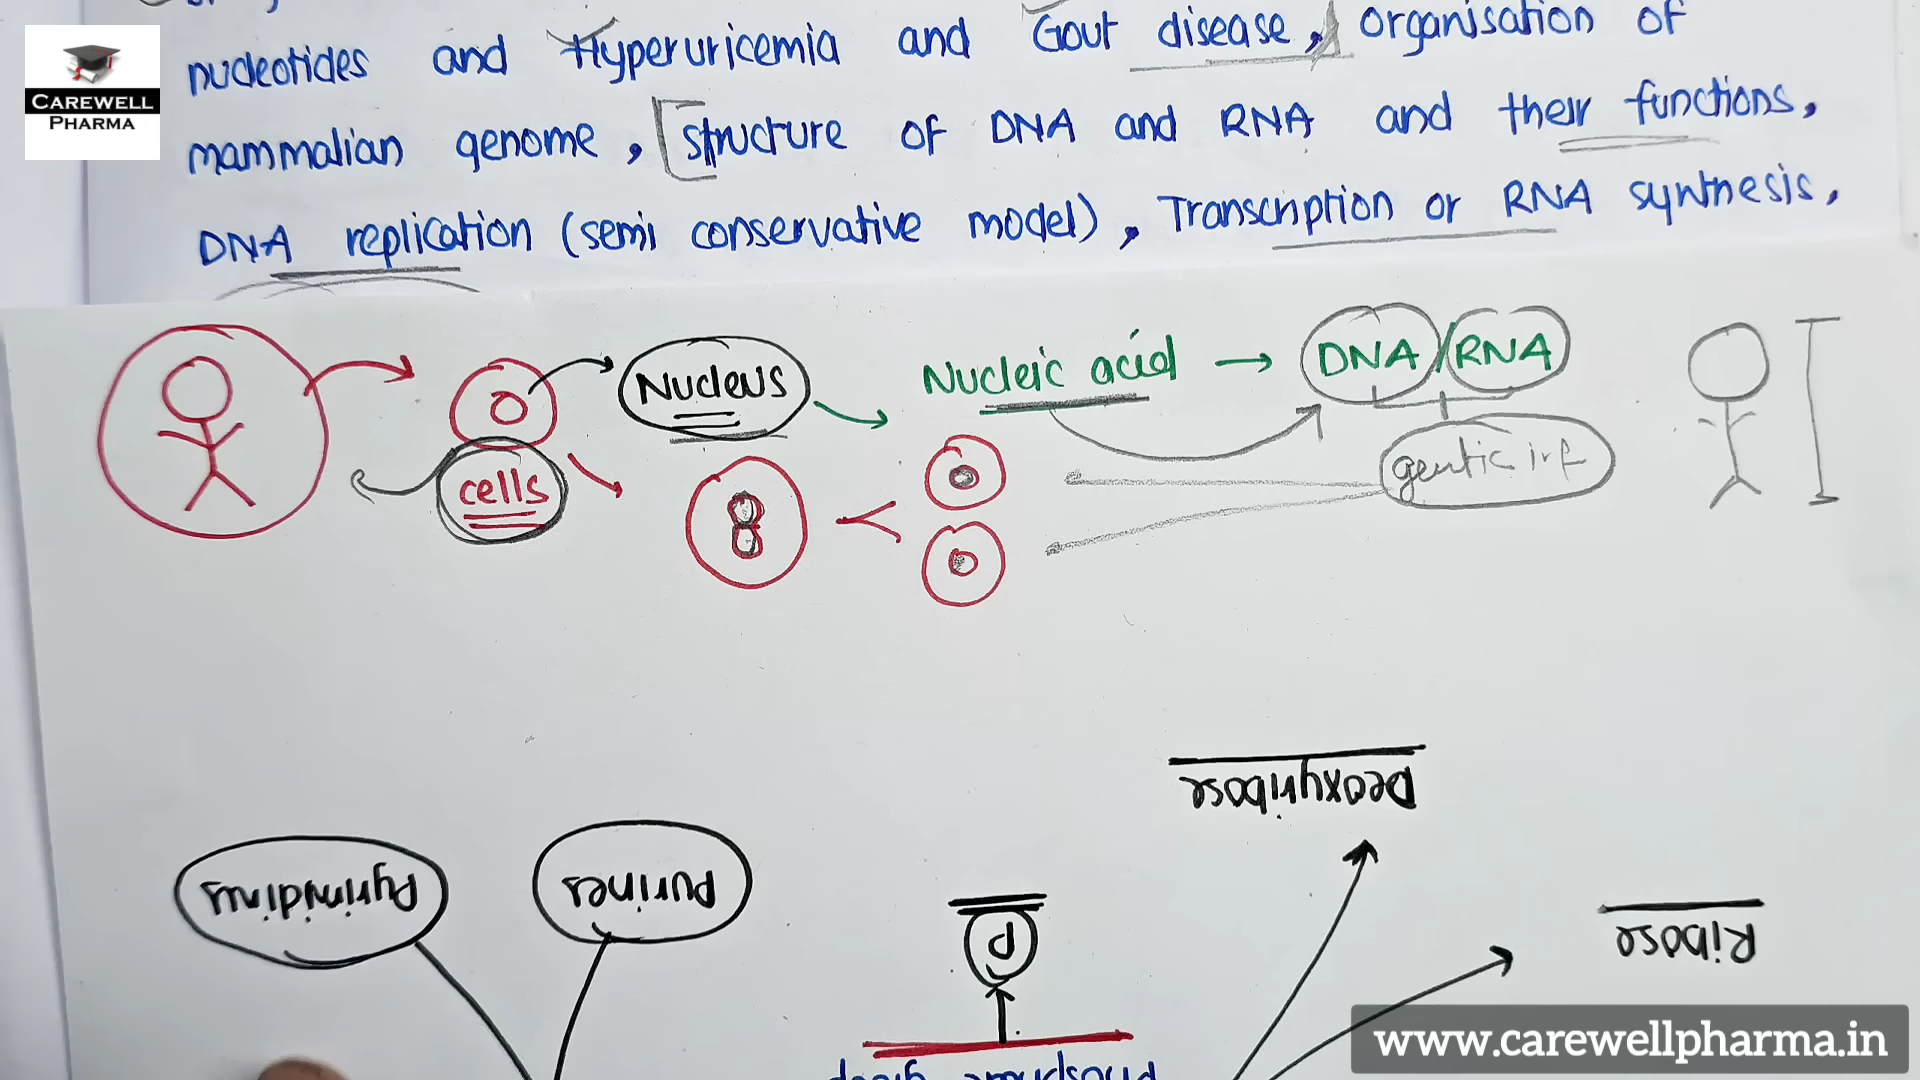 nucleotides and Hyperuricemia and Gout disease, organisation of
CAREWELL
PHARMA
mammalian genome, [structure of DNA and RNA and their functions,
DNA replication (semi conservative model), Transcription or RNA synthesis,
Nucleus
Nucleic acid → DNA/RNA
cells
gentic inf
Deoxyribose
Pyrimidins
Purines
P
Ribose
www.carewellpharma.in